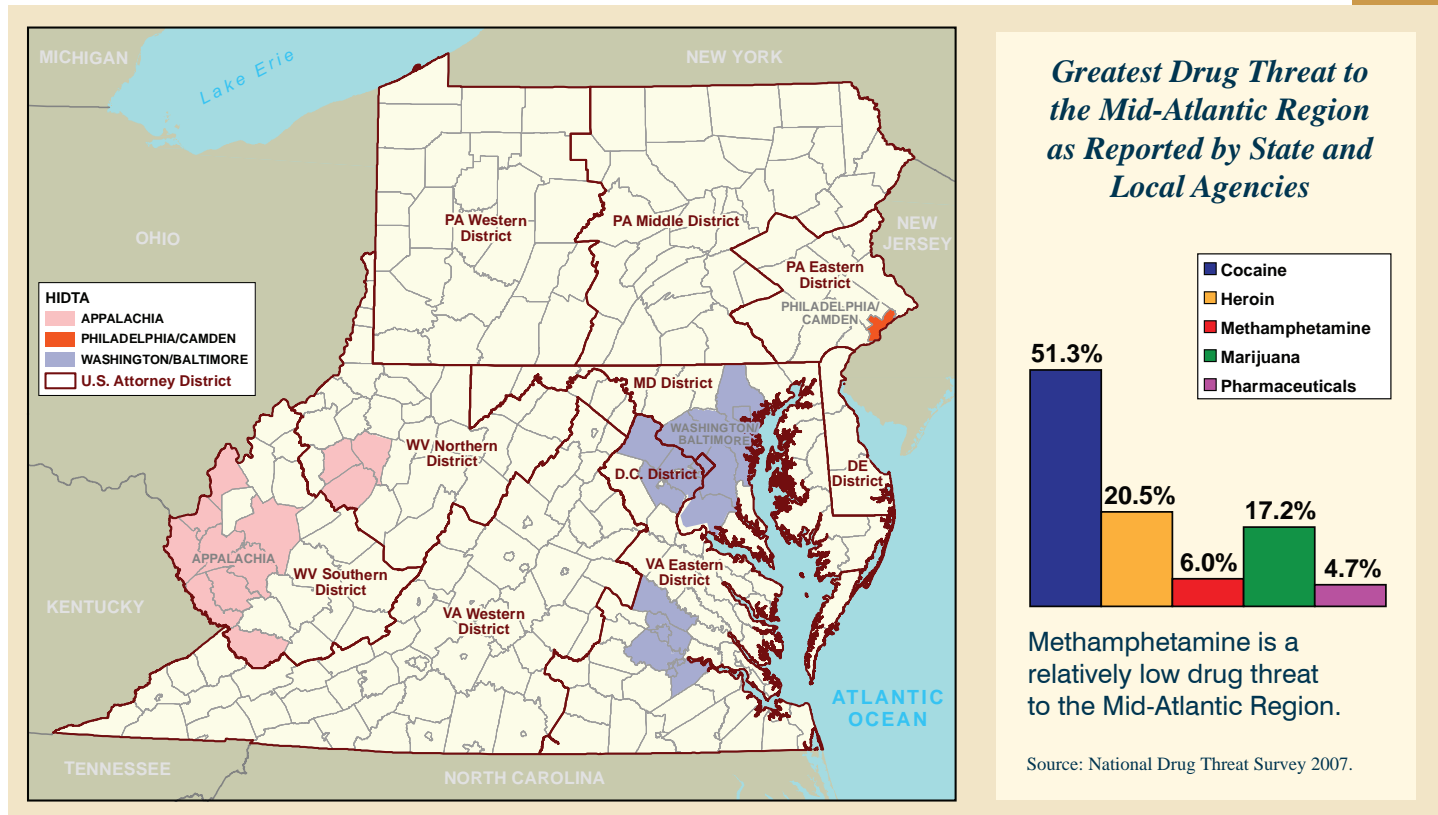 MICHIGAN
Lake Erie
NEW YORK
OHIO
PA Western
District
PA Middle District
NEW
JERSEY
PA Eastern
District
PHILADELPHIA/
CAMDEN
HIDTA
APPALACHIA
PHILADELPHIA/CAMDEN
WASHINGTON/BALTIMORE
U.S. Attorney District
MD District
WASHINGTON/
BALTIMORE
WV Northern
District
D.C. District
DE
District
APPALACHIA
WV Southern
District
VA Eastern
District
KENTUCKY
VA Western
District
ATLANTIC
OCEAN
TENNESSEE
NORTH CAROLINA
Greatest Drug Threat to
the Mid-Atlantic Region
as Reported by State and
Local Agencies
Cocaine
Heroin
Methamphetamine
Marijuana
Pharmaceuticals
51.3%
20.5%
6.0%
17.2%
4.7%
Methamphetamine is a
relatively low drug threat
to the Mid-Atlantic Region.
Source: National Drug Threat Survey 2007.